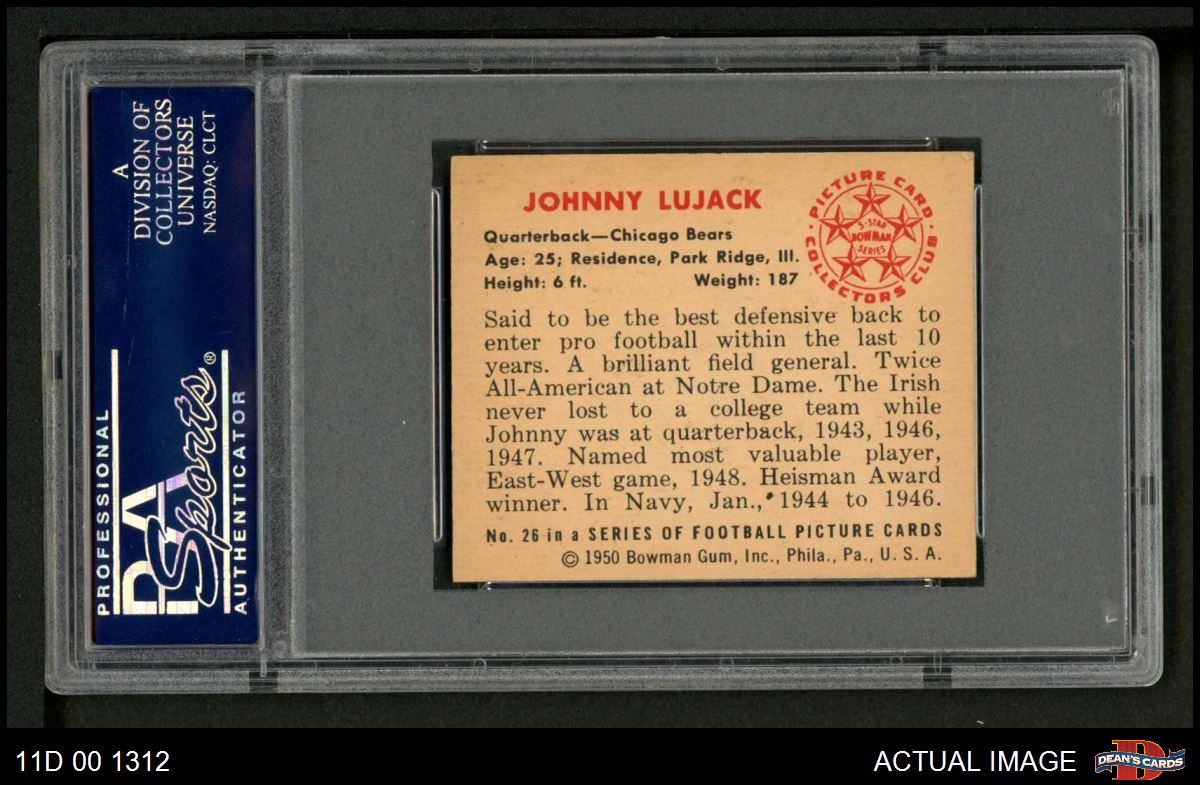 A
DIVISION OF
COLLECTORS
UNIVERSE
NASDAQ: CLCT
PROFESSIONAL
PSA
Sports®
AUTHENTICATOR
JOHNNY LUJACK
Quarterback—Chicago Bears
Age: 25; Residence, Park Ridge, Ill.
Height: 6 ft. Weight: 187
PICTURE CARD
COLLECTORS CLUB
5-STAR
BOWMAN
SERIES
Said to be the best defensive back to
enter pro football within the last 10
years. A brilliant field general. Twice
All-American at Notre Dame. The Irish
never lost to a college team while
Johnny was at quarterback, 1943, 1946,
1947. Named most valuable player,
East-West game, 1948. Heisman Award
winner. In Navy, Jan., 1944 to 1946.
No. 26 in a SERIES OF FOOTBALL PICTURE CARDS
© 1950 Bowman Gum, Inc., Phila., Pa., U. S. A.
11D 00 1312
ACTUAL IMAGE
D
DEAN'S CARDS